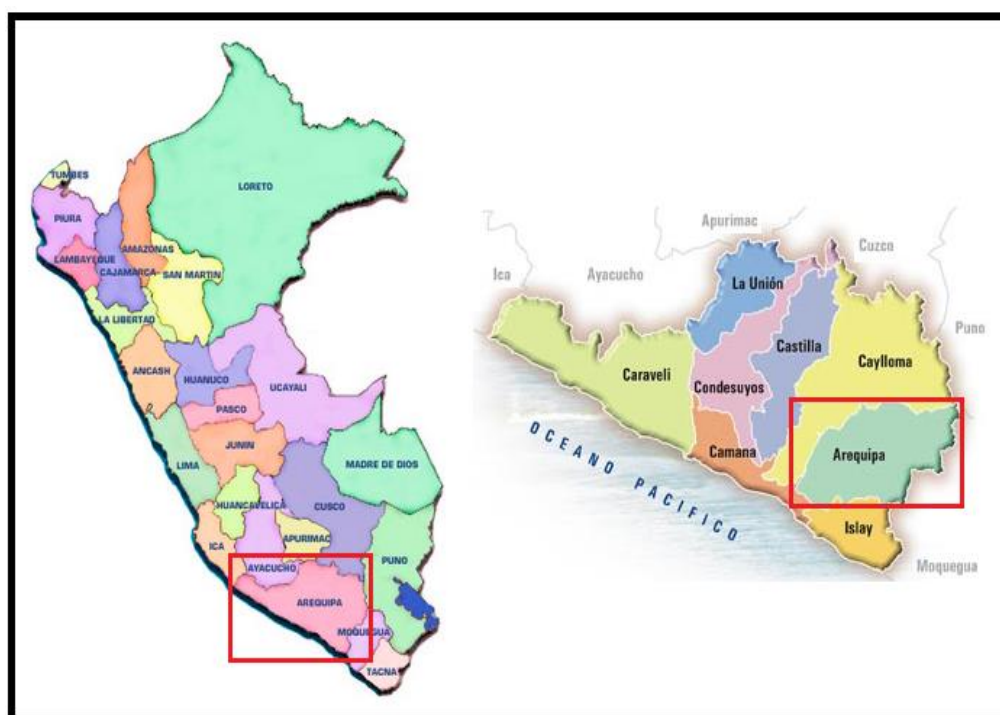 TUMBES
PIURA
LAMBAYEQUE
CAJAMARCA
AMAZONAS
LORETO
SAN MARTIN
LA LIBERTAD
ANCASH
HUANUCO
UCAYALI
PASCO
JUNIN
LIMA
MADRE DE DIOS
HUANCAVELICA
CUSCO
ICA
APURIMAC
AYACUCHO
PUNO
AREQUIPA
MOQUEGUA
TACNA
Apurimac
Cuzco
Ica
Ayacucho
La Unión
Puno
Castilla
Caylloma
Caraveli
Condesuyos
Camana
Arequipa
OCEANO PACIFICO
Islay
Moquegua